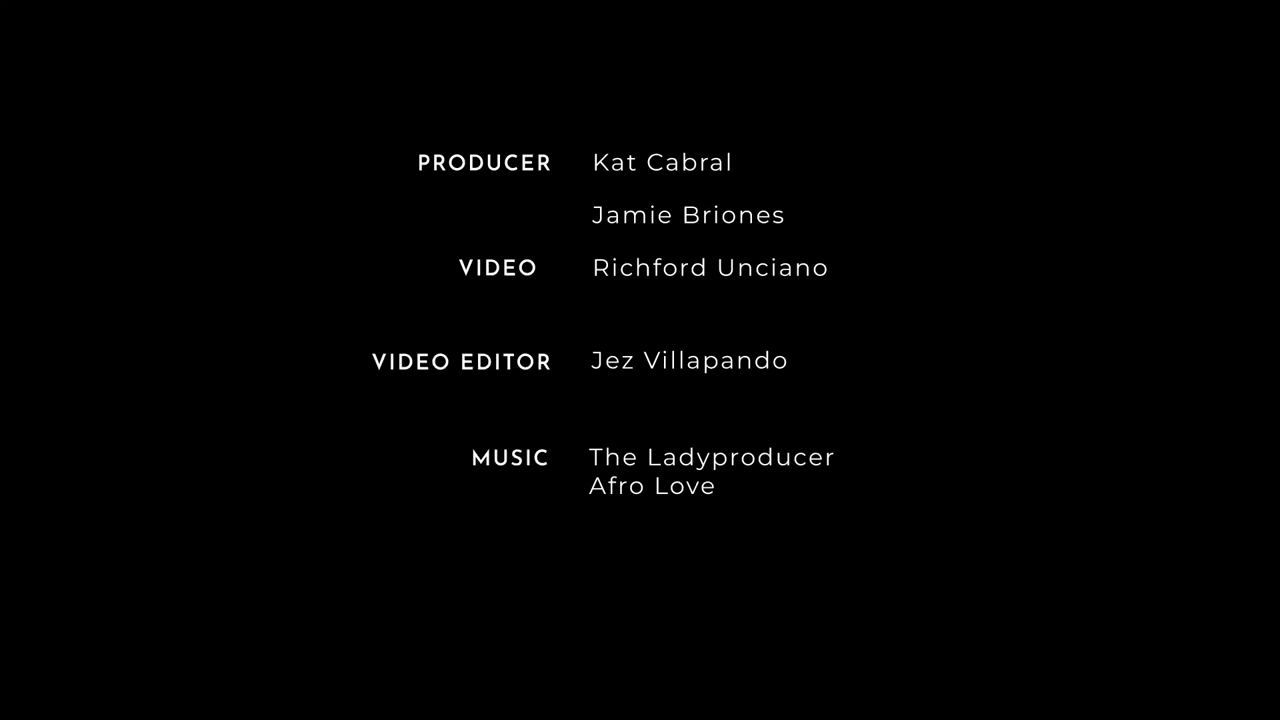 PRODUCER Kat Cabral
Jamie Briones
VIDEO Richford Unciano
VIDEO EDITOR Jez Villapando
MUSIC The Ladyproducer
Afro Love